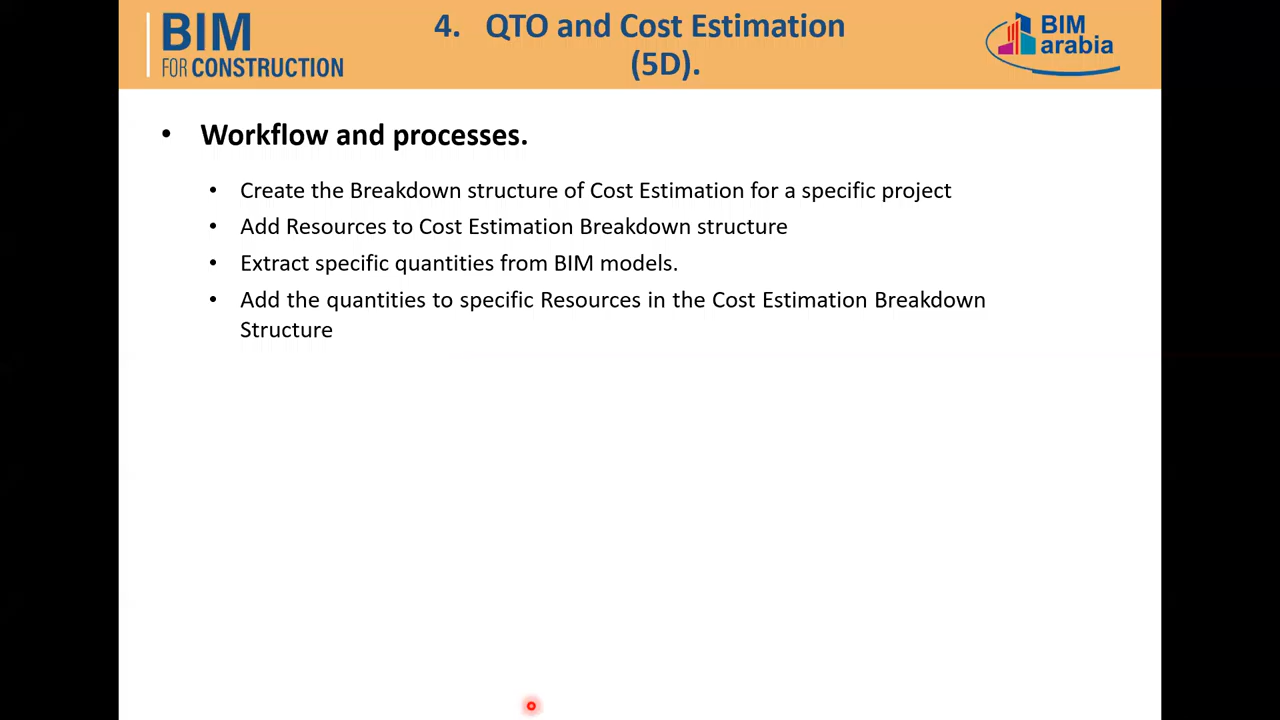 BIM
FOR CONSTRUCTION
4. QTO and Cost Estimation
(5D).
BIM
arabia
• Workflow and processes.
• Create the Breakdown structure of Cost Estimation for a specific project
• Add Resources to Cost Estimation Breakdown structure
• Extract specific quantities from BIM models.
• Add the quantities to specific Resources in the Cost Estimation Breakdown
Structure